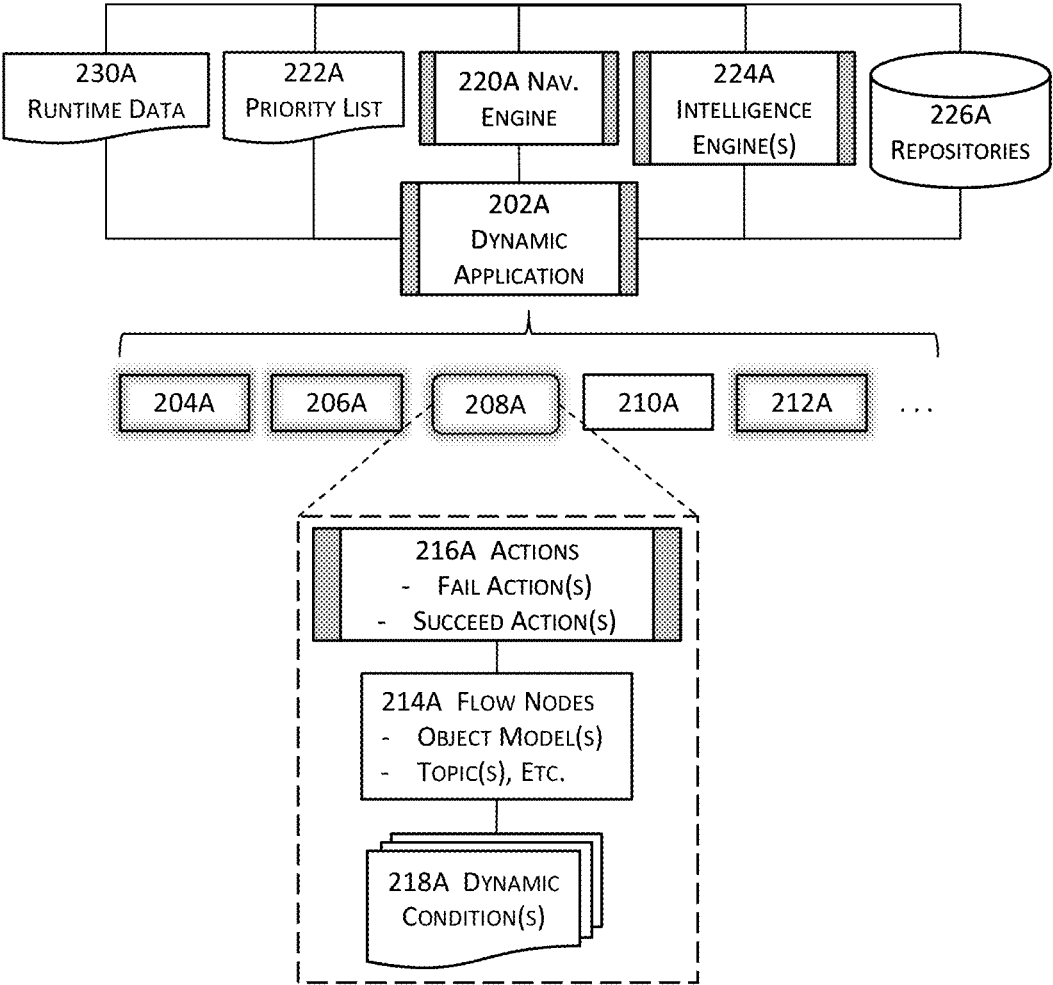 230A
Runtime Data
222A
Priority List
220A Nav.
Engine
224A
Intelligence
Engine(s)
226A
Repositories
202A
Dynamic
Application
204A
206A
208A
210A
212A
...
216A Actions
- Fail Action(s)
- Succeed Action(s)
214A Flow Nodes
- Object Model(s)
- Topic(s), Etc.
218A Dynamic
Condition(s)